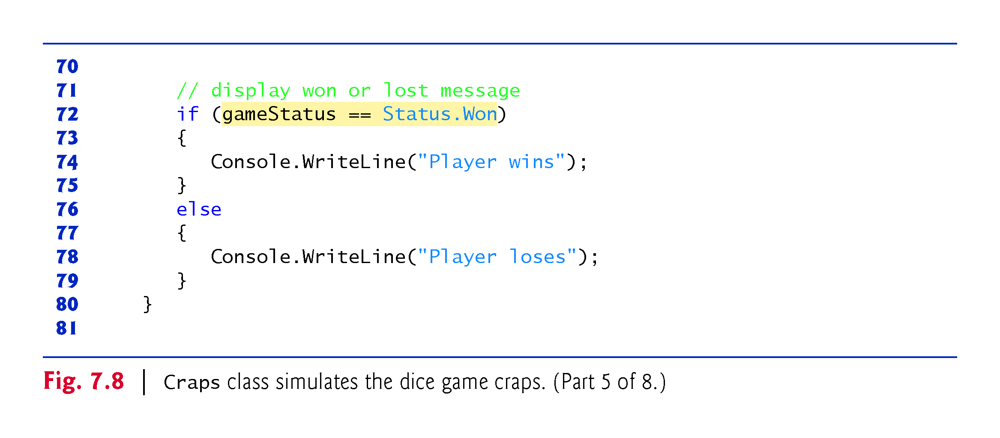 70
71 // display won or lost message
72 if (gameStatus == Status.Won)
73 {
74 Console.WriteLine("Player wins");
75 }
76 else
77 {
78 Console.WriteLine("Player loses");
79 }
80 }
81
Fig. 7.8 | Craps class simulates the dice game craps. (Part 5 of 8.)